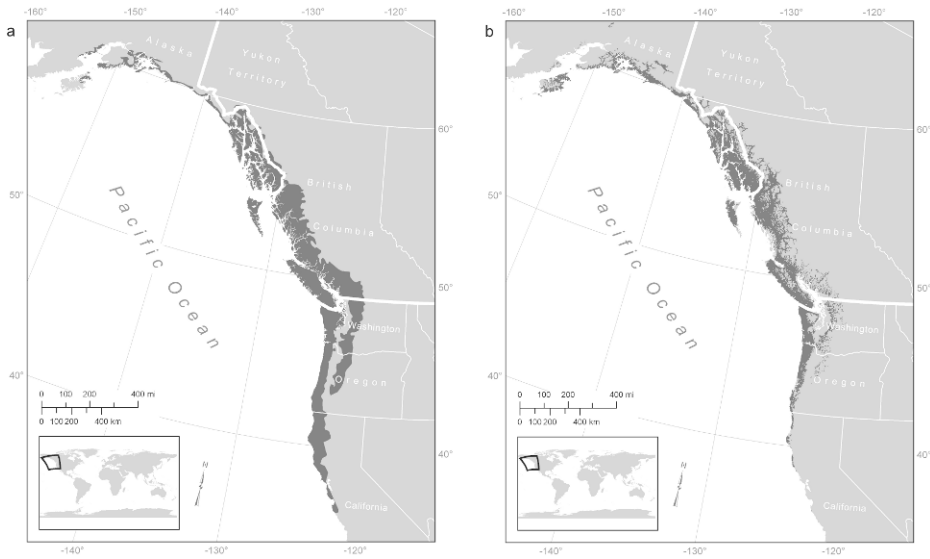 a
-160°
-150°
-140°
-130°
-120°
Alaska
Yukon
Territory
60°
British
50°
Columbia
Pacific Ocean
50°
Washington
40°
Oregon
0 100 200 400 mi
0 100 200 400 km
N
40°
California
-140°
-130°
-120°
b
-160°
-150°
-140°
-130°
-120°
Alaska
Yukon
Territory
60°
British
50°
Columbia
Pacific Ocean
50°
Washington
40°
Oregon
0 100 200 400 mi
0 100 200 400 km
N
40°
California
-140°
-130°
-120°